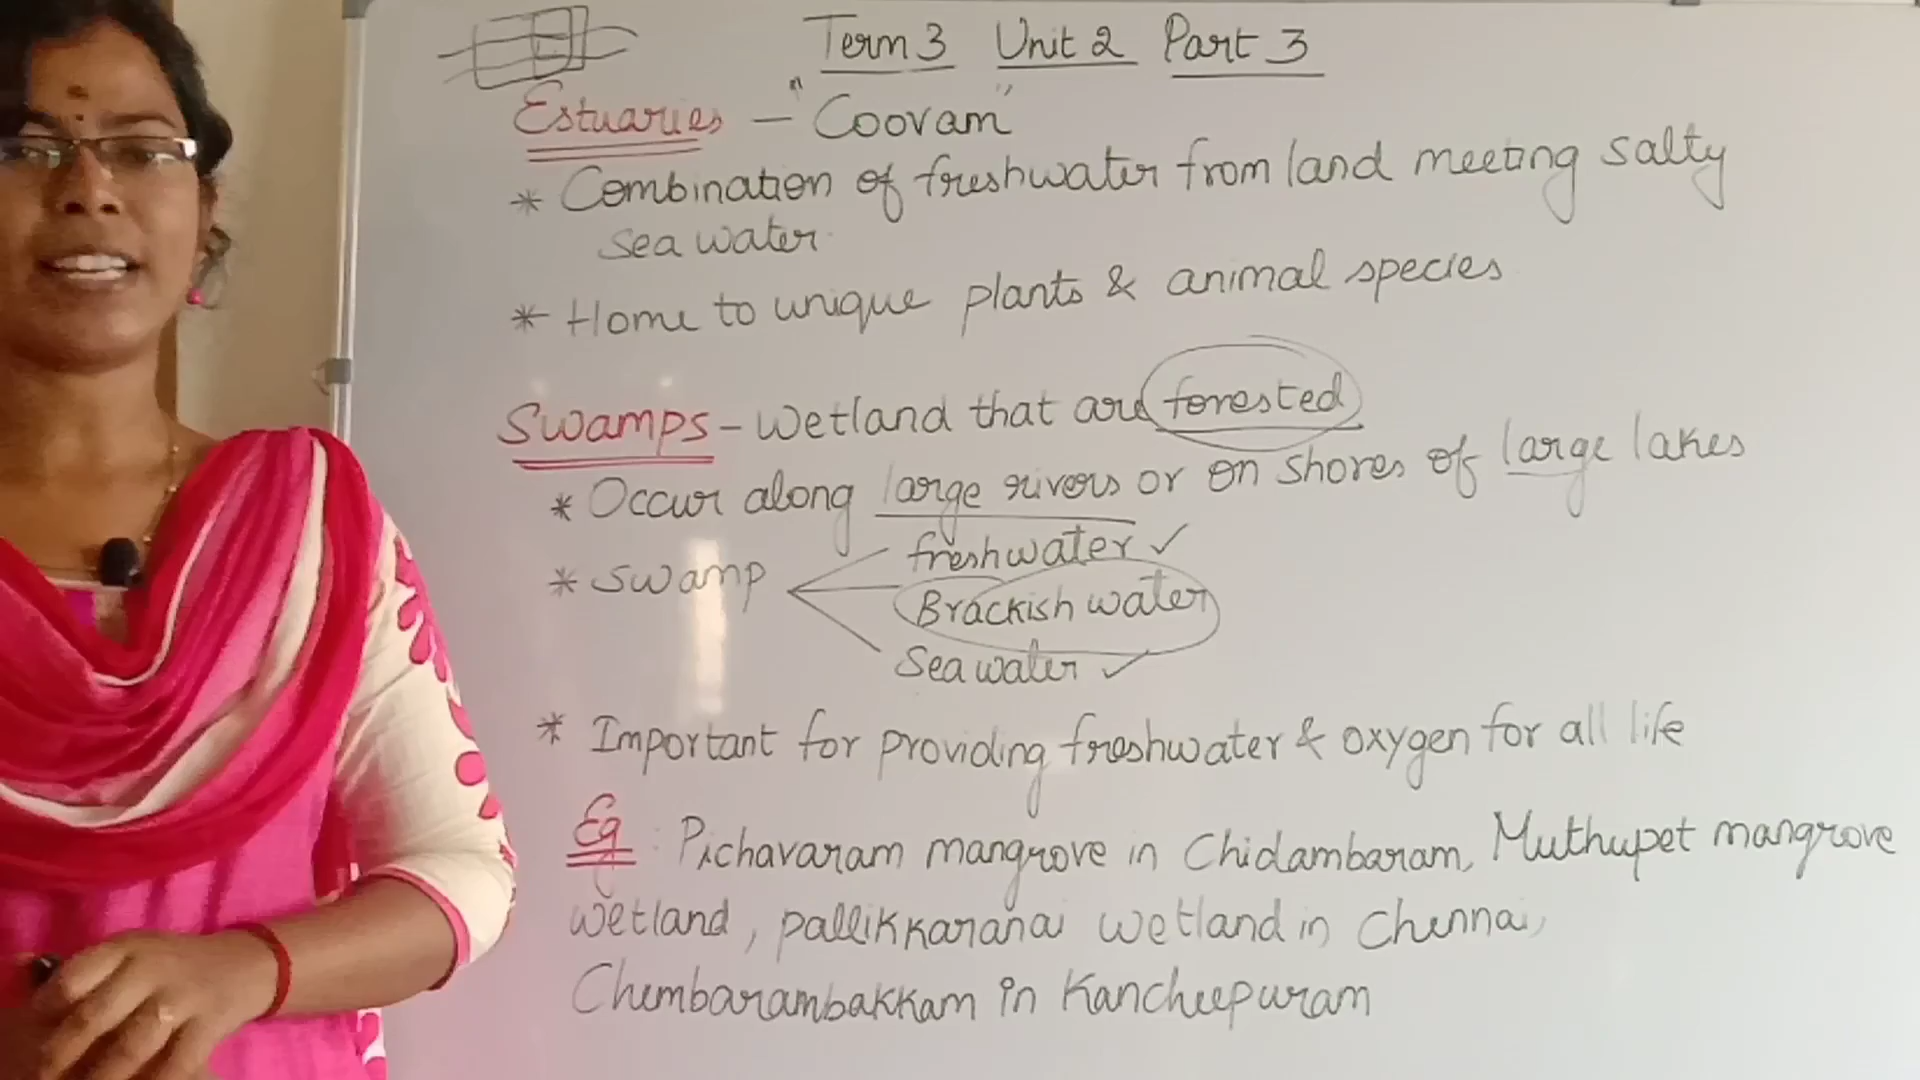 Term 3 Unit 2 Part 3
Estuaries - "Coovam"
* Combination of freshwater from land meeting salty
sea water.
* Home to unique plants & animal species
Swamps - Wetland that are forested
* Occur along large rivers or on shores of large lakes
* Swamp
freshwater ✓
Brackish water
Sea water ✓
* Important for providing freshwater & oxygen for all life
Eg: Pichavaram mangrove in Chidambaram, Muthupet mangrove
wetland, pallikkaranai wetland in Chennai,
Chembarambakkam in Kancheepuram